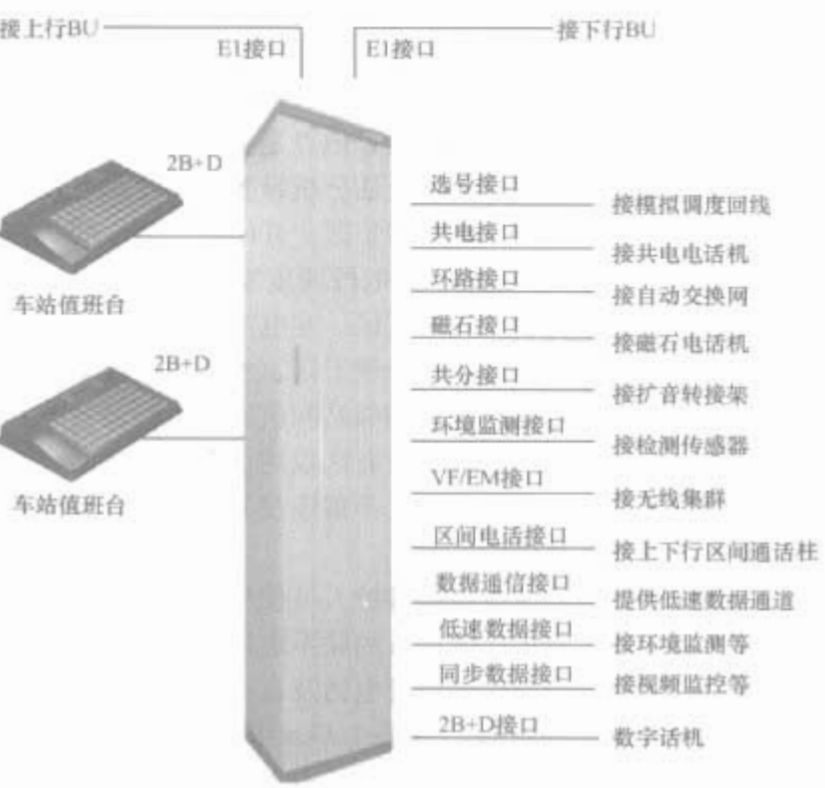 接上行BU
E1接口
E1接口
接下行BU
2B+D
车站值班台
2B+D
车站值班台
选号接口
接模拟调度回线
共电接口
接共电电话机
环路接口
接自动交换网
磁石接口
接磁石电话机
共分接口
接扩音转接架
环境监测接口
接检测传感器
VF/EM接口
接无线集群
区间电话接口
接上下行区间通话柱
数据通信接口
提供低速数据通道
低速数据接口
接环境监测等
同步数据接口
接视频监控等
2B+D接口
数字话机